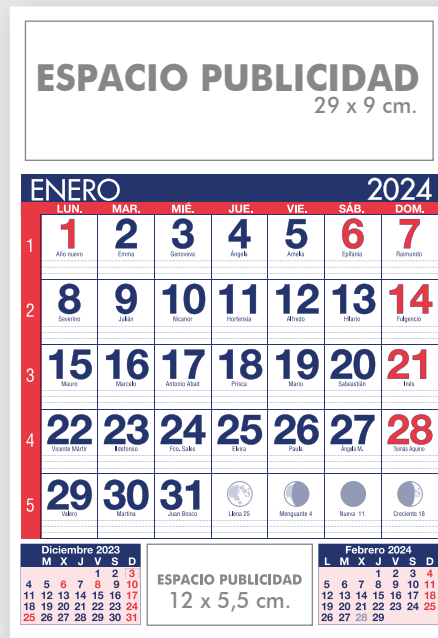 ESPACIO PUBLICIDAD
29 x 9 cm.
ENERO 2024
LUN. MAR. MIÉ. JUE. VIE. SÁB. DOM.
1 1 2 3 4 5 6 7
Año nuevo Emma Genoveva Ángela Amelia Epifanía Raimundo
2 8 9 10 11 12 13 14
Severino Julián Nicanor Hortensia Alfredo Hilario Fulgencio
3 15 16 17 18 19 20 21
Mauro Marcelo Antonio Abad Prisca Mario Sabeastián Inés
4 22 23 24 25 26 27 28
Vicente Mártir Ildefonso Fco. Sales Elvira Paula Ángela M. Tomás Aquino
5 29 30 31
Valero Martina Juan Bosco Llena 25 Menguante 4 Nueva 11 Creciente 18
Diciembre 2023
M X J V S D
1 2 3
4 5 6 7 8 9 10
11 12 13 14 15 16 17
18 19 20 21 22 23 24
25 26 27 28 29 30 31
ESPACIO PUBLICIDAD
12 x 5,5 cm.
Febrero 2024
L M X J V S D
1 2 3 4
5 6 7 8 9 10 11
12 13 14 15 16 17 18
19 20 21 22 23 24 25
26 27 28 29